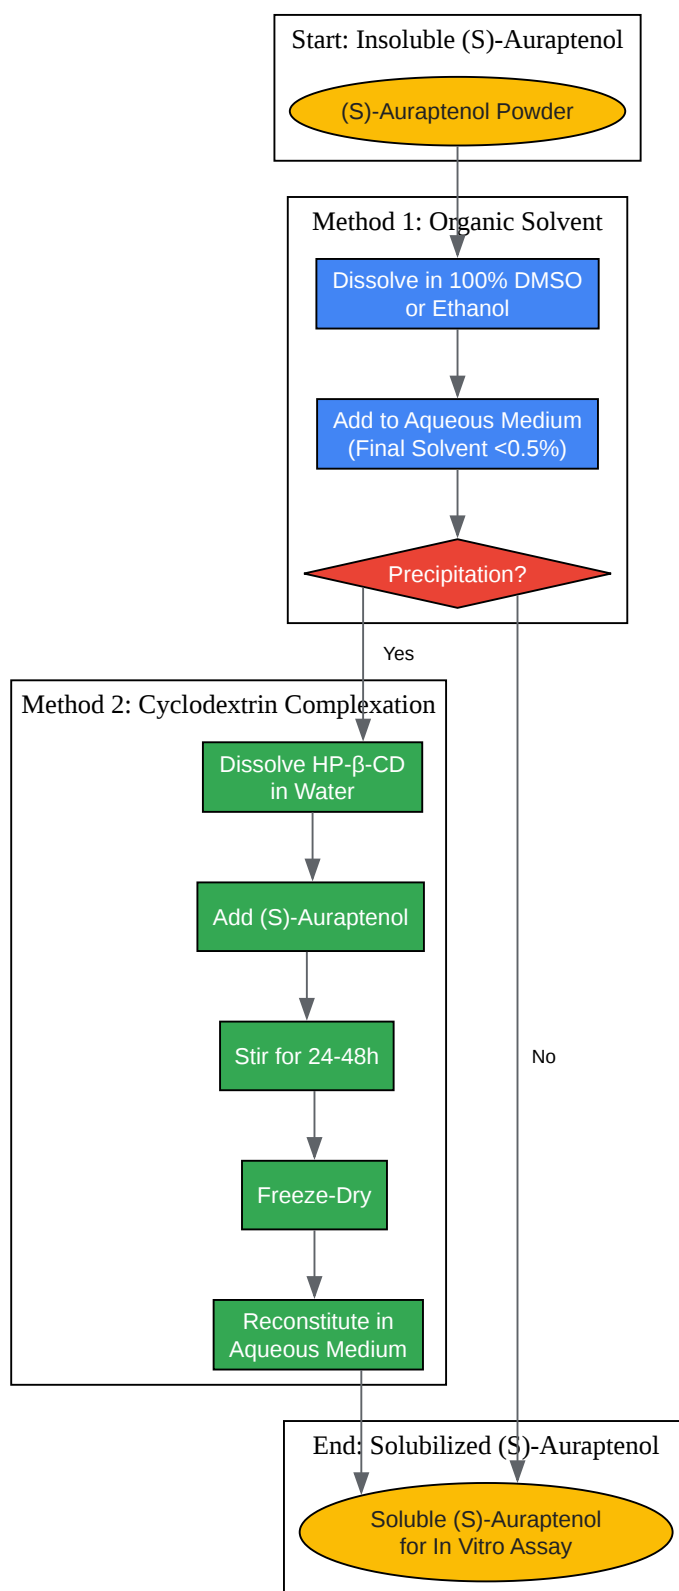 Start: Insoluble (S)-Auraptenol
(S)-Auraptenol Powder
Method 1: Organic Solvent
Dissolve in 100% DMSO
or Ethanol
Add to Aqueous Medium
(Final Solvent <0.5%)
Precipitation?
Yes
Method 2: Cyclodextrin Complexation
Dissolve HP-β-CD
in Water
Add (S)-Auraptenol
Stir for 24-48h
No
Freeze-Dry
Reconstitute in
Aqueous Medium
End: Solubilized (S)-Auraptenol
Soluble (S)-Auraptenol
for In Vitro Assay